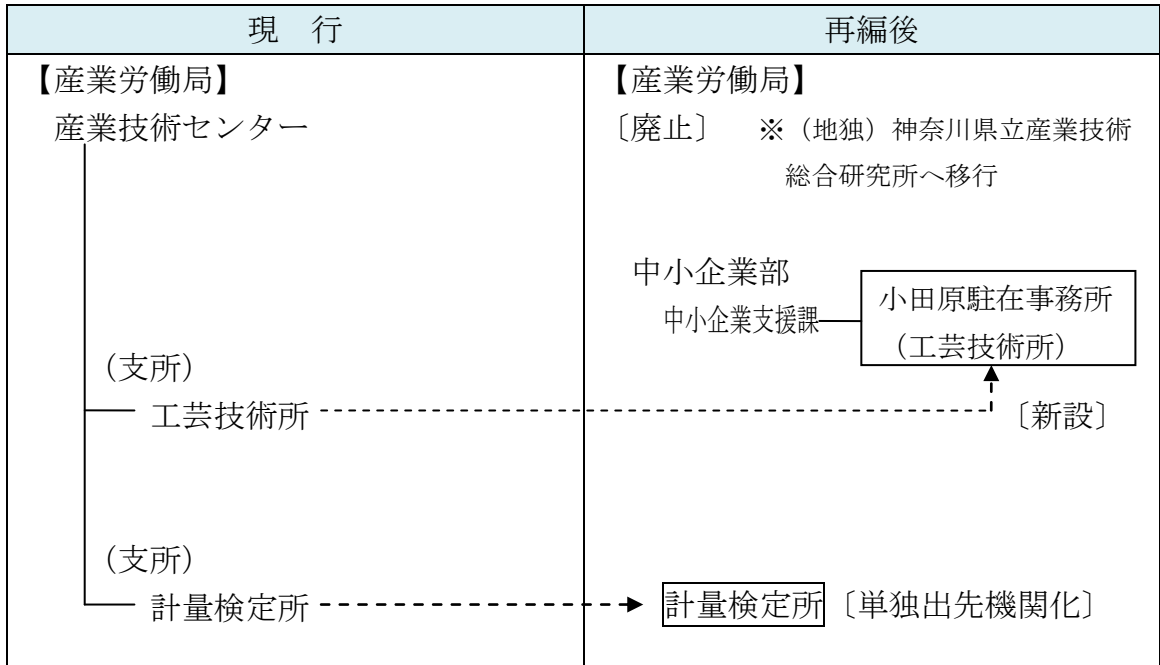 現　行
再編後
【産業労働局】
産業技術センター
（支所）
工芸技術所
（支所）
計量検定所
【産業労働局】
〔廃止〕　※（地独）神奈川県立産業技術
総合研究所へ移行
中小企業部
中小企業支援課
小田原駐在事務所
（工芸技術所）
〔新設〕
計量検定所〔単独出先機関化〕